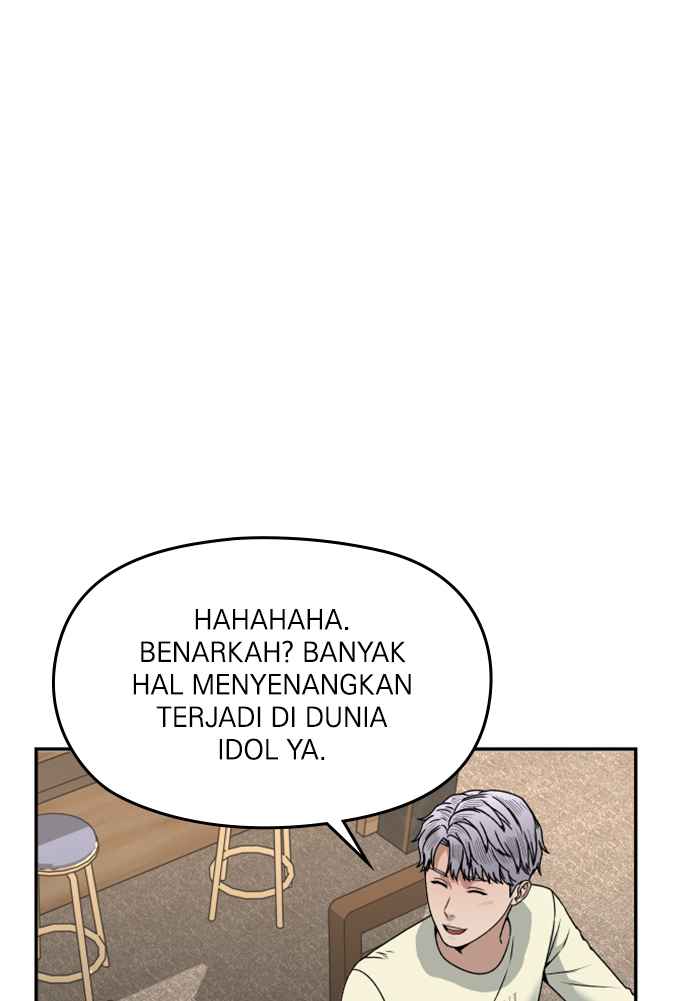 HAHAHAHA.
BENARKAH? BANYAK
HAL MENYENANGKAN
TERJADI DI DUNIA
IDOL YA.